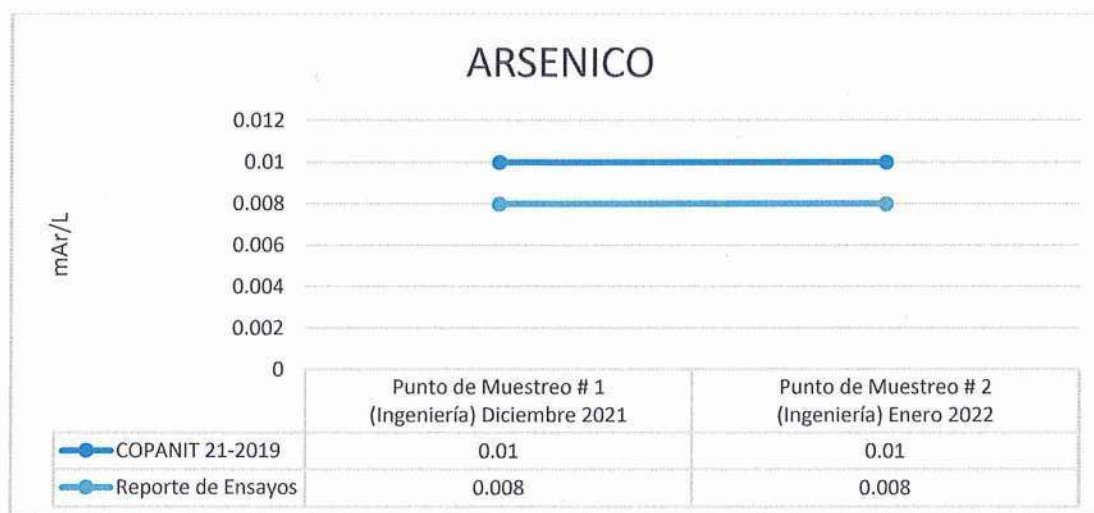 ARSENICO
mAr/L
0.012
0.01
0.008
0.006
0.004
0.002
0
Punto de Muestreo # 1 (Ingeniería) Diciembre 2021
Punto de Muestreo # 2 (Ingeniería) Enero 2022
COPANIT 21-2019 0.01 0.01
Reporte de Ensayos 0.008 0.008